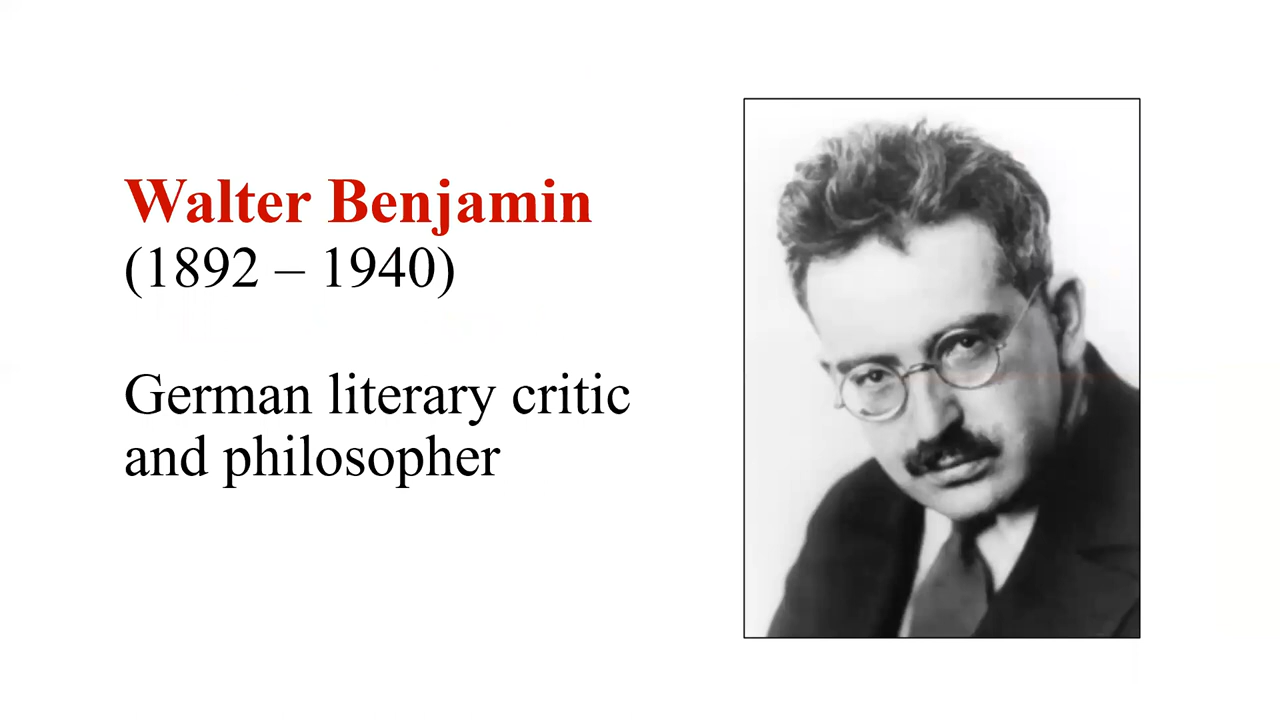 Walter Benjamin
(1892 – 1940)
German literary critic
and philosopher